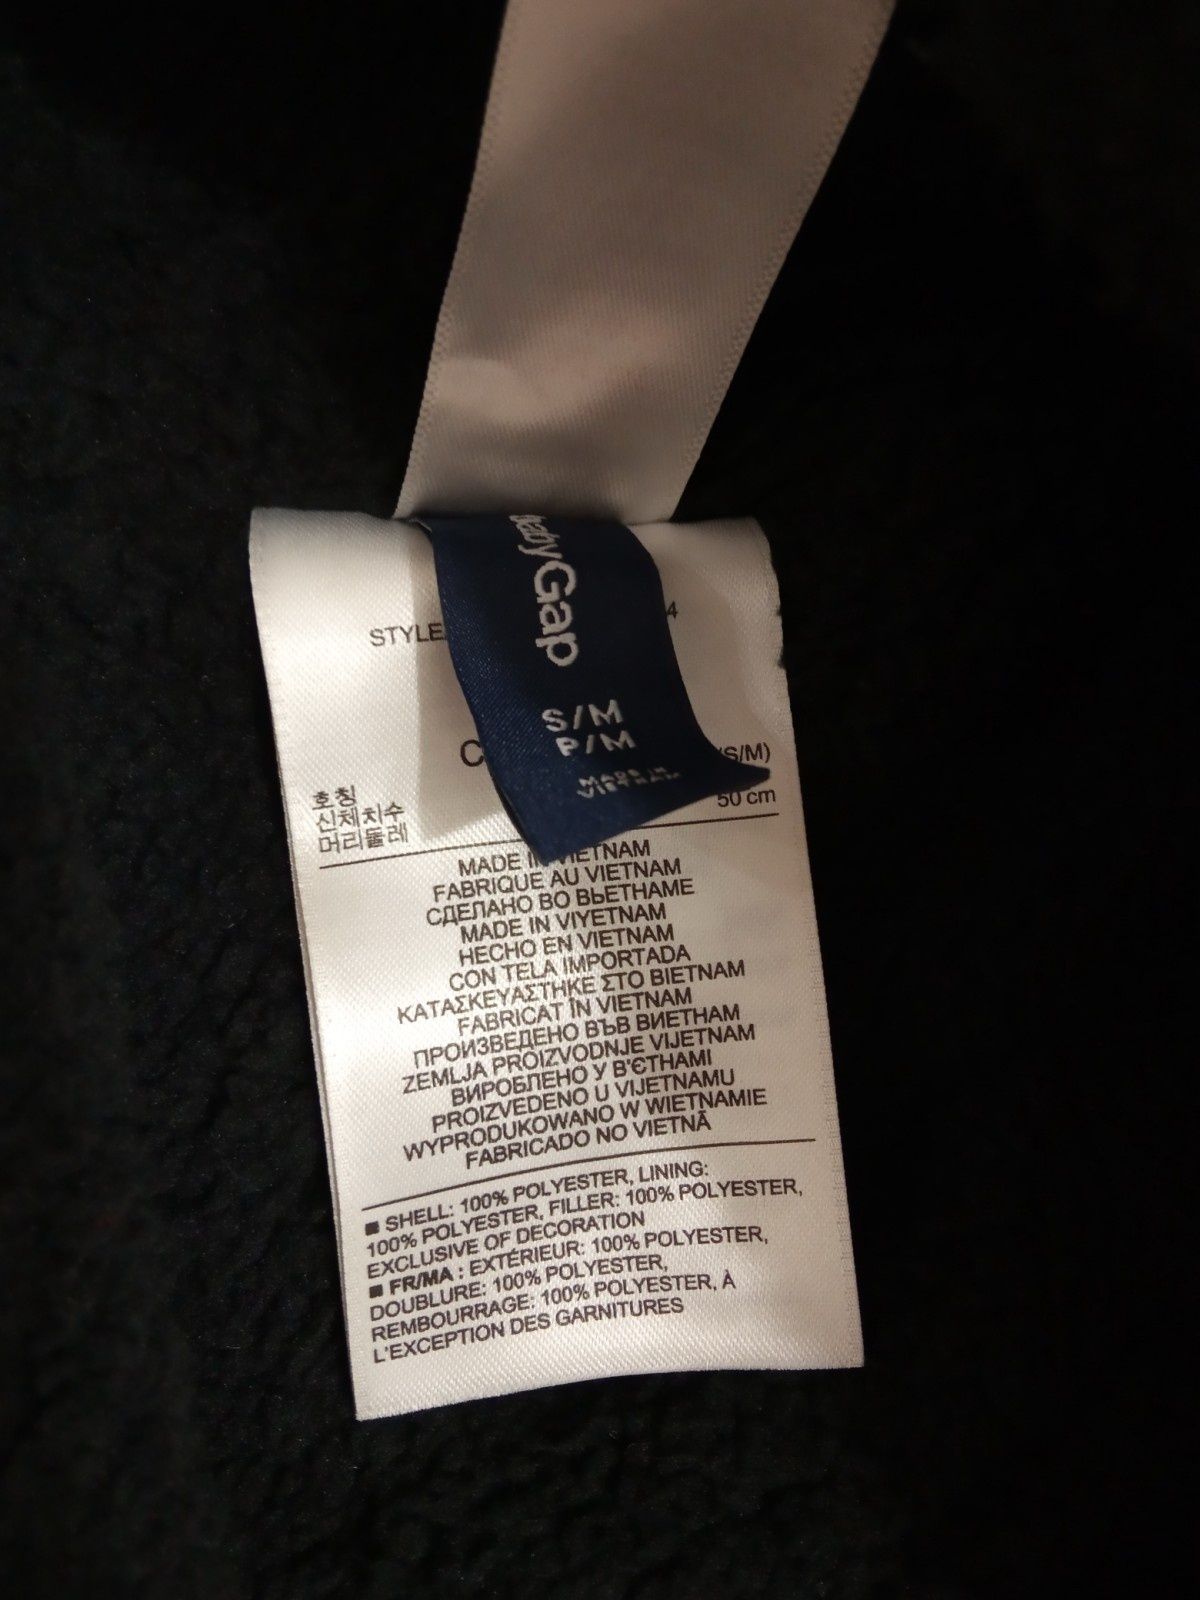 babyGap
S/M
P/M
MADE IN
VIETNAM
STYLE
4
(S/M)
호칭
신체치수
머리둘레
50 cm
MADE IN VIETNAM
FABRIQUE AU VIETNAM
СДЕЛАНО ВО ВЬЕТНАМЕ
MADE IN VIYETNAM
HECHO EN VIETNAM
CON TELA IMPORTADA
ΚΑΤΑΣΚΕΥΑΣΤΗΚΕ ΣΤΟ ΒΙΕΤΝΑΜ
FABRICAT ÎN VIETNAM
ПРОИЗВЕДЕНО ВЪВ ВИЕТНАМ
ZEMLJA PROIZVODNJE VIJETNAM
ВИРОБЛЕНО У В'ЄТНАМІ
PROIZVEDENO U VIJETNAMU
WYPRODUKOWANO W WIETNAMIE
FABRICADO NO VIETNÃ
■ SHELL: 100% POLYESTER, LINING:
100% POLYESTER, FILLER: 100% POLYESTER,
EXCLUSIVE OF DECORATION
■ FR/MA : EXTÉRIEUR: 100% POLYESTER,
DOUBLURE: 100% POLYESTER,
REMBOURRAGE: 100% POLYESTER, À
L'EXCEPTION DES GARNITURES